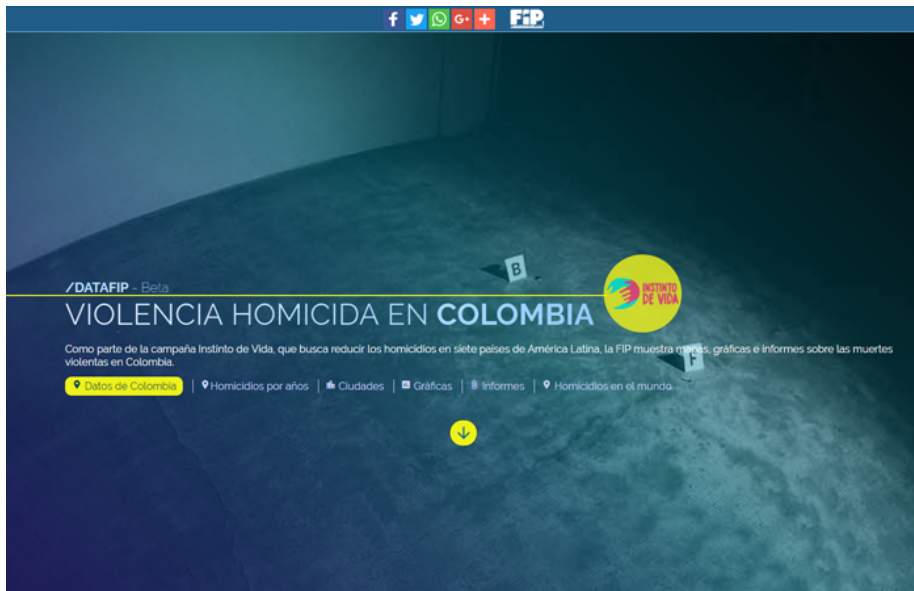 FIP
B
/DATAFIP - Beta
INSTINTO
DE VIDA
VIOLENCIA HOMICIDA EN COLOMBIA
Como parte de la campaña Instinto de Vida, que busca reducir los homicidios en siete países de América Latina, la FIP muestra mapas, gráficas e informes sobre las muertes
violentas en Colombia.
F
Datos de Colombia | Homicidios por años | Ciudades | Gráficas | Informes | Homicidios en el mundo